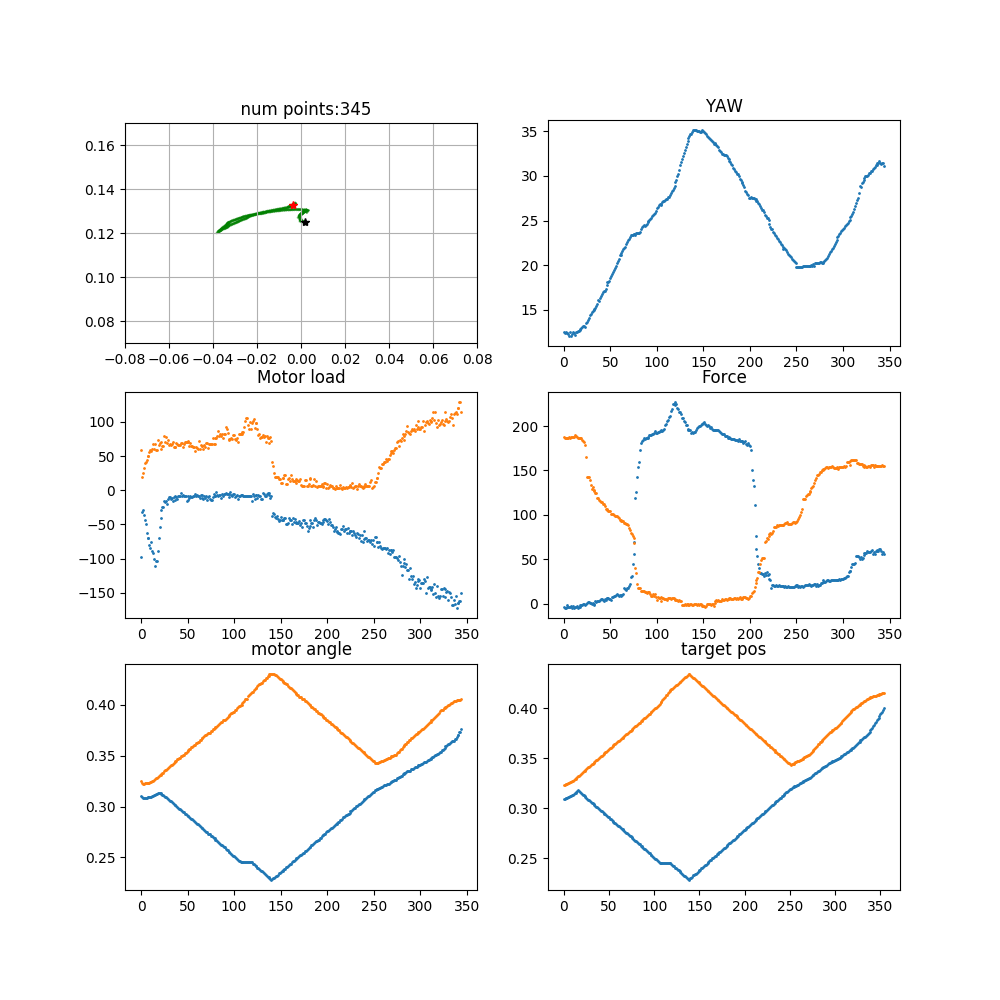 num points:345
0.16
0.14
0.12
0.10
0.08
−0.08 −0.06 −0.04 −0.02 0.00 0.02 0.04 0.06 0.08
YAW
35
30
25
20
15
0 50 100 150 200 250 300 350
Motor load
100
50
0
−50
−100
−150
0 50 100 150 200 250 300 350
Force
200
150
100
50
0
0 50 100 150 200 250 300 350
motor angle
0.40
0.35
0.30
0.25
0 50 100 150 200 250 300 350
target pos
0.40
0.35
0.30
0.25
0 50 100 150 200 250 300 350